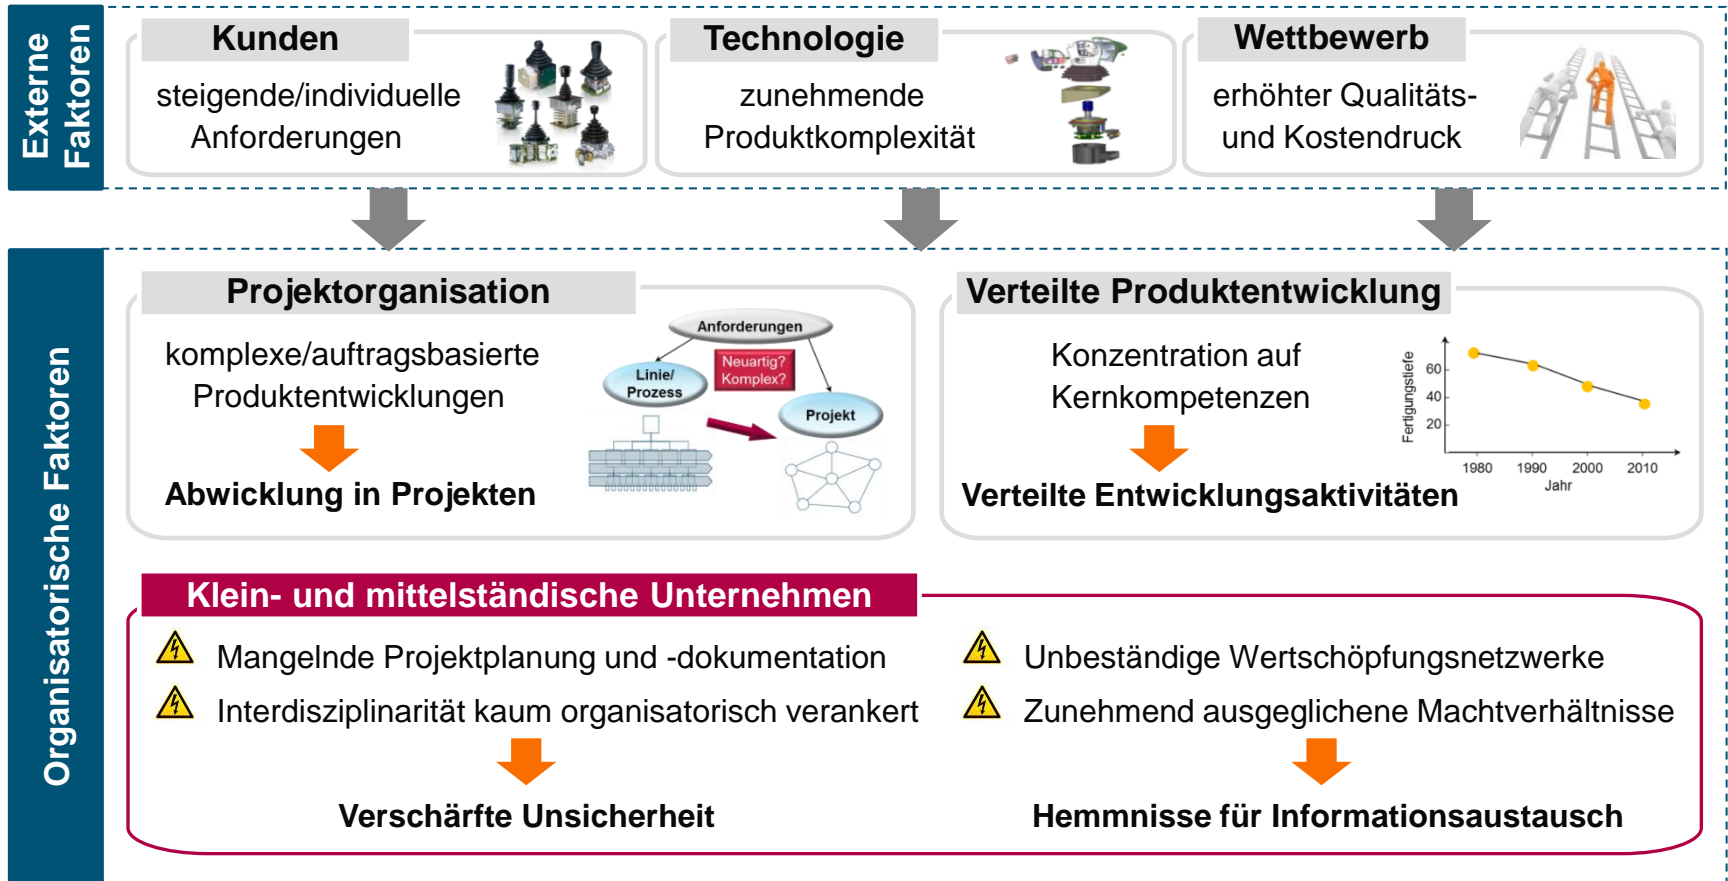 Externe
Faktoren
Kunden
steigende/individuelle
Anforderungen
Technologie
zunehmende
Produktkomplexität
Wettbewerb
erhöhter Qualitäts-
und Kostendruck
Organisatorische Faktoren
Projektorganisation
komplexe/auftragsbasierte
Produktentwicklungen
Abwicklung in Projekten
Anforderungen
Neuartig?
Komplex?
Linie/
Prozess
Projekt
Verteilte Produktentwicklung
Konzentration auf
Kernkompetenzen
Verteilte Entwicklungsaktivitäten
Fertigungstiefe
60
40
20
1980 1990 2000 2010
Jahr
Klein- und mittelständische Unternehmen
Mangelnde Projektplanung und -dokumentation
Interdisziplinarität kaum organisatorisch verankert
Verschärfte Unsicherheit
Unbeständige Wertschöpfungsnetzwerke
Zunehmend ausgeglichene Machtverhältnisse
Hemmnisse für Informationsaustausch